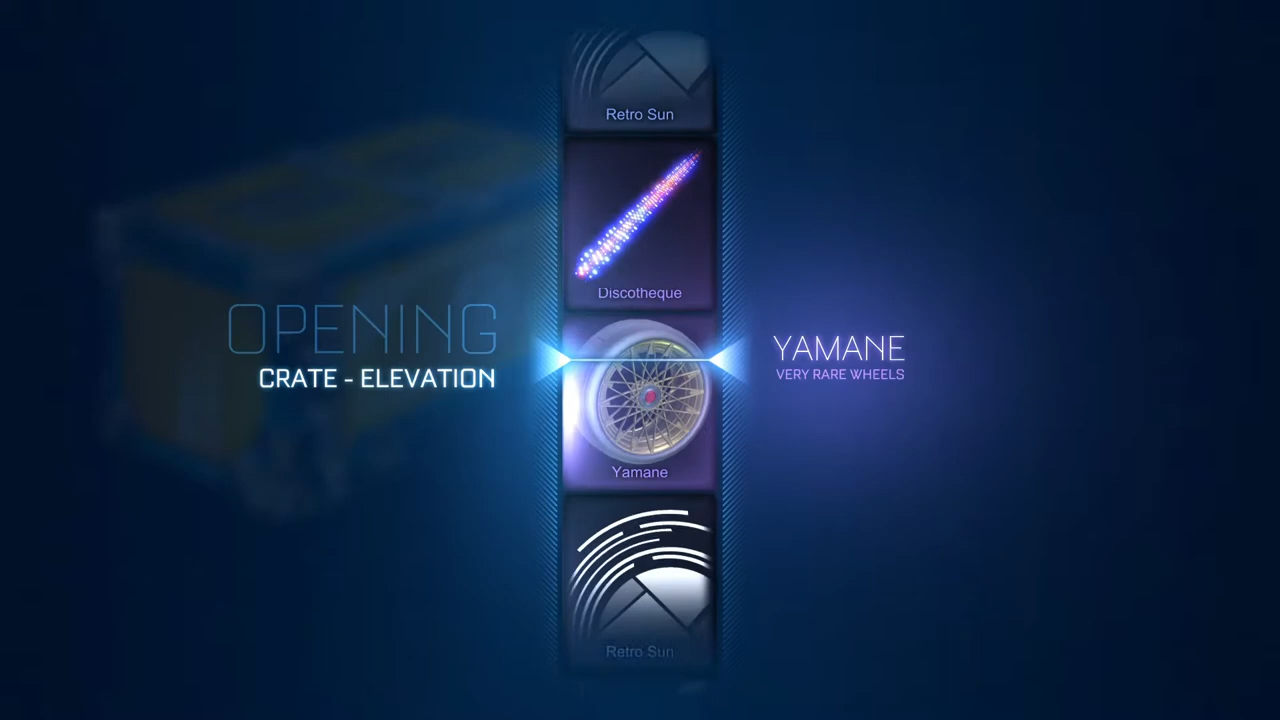 Retro Sun
Discotheque
OPENING
CRATE - ELEVATION
YAMANE
VERY RARE WHEELS
Yamane
Retro Sun